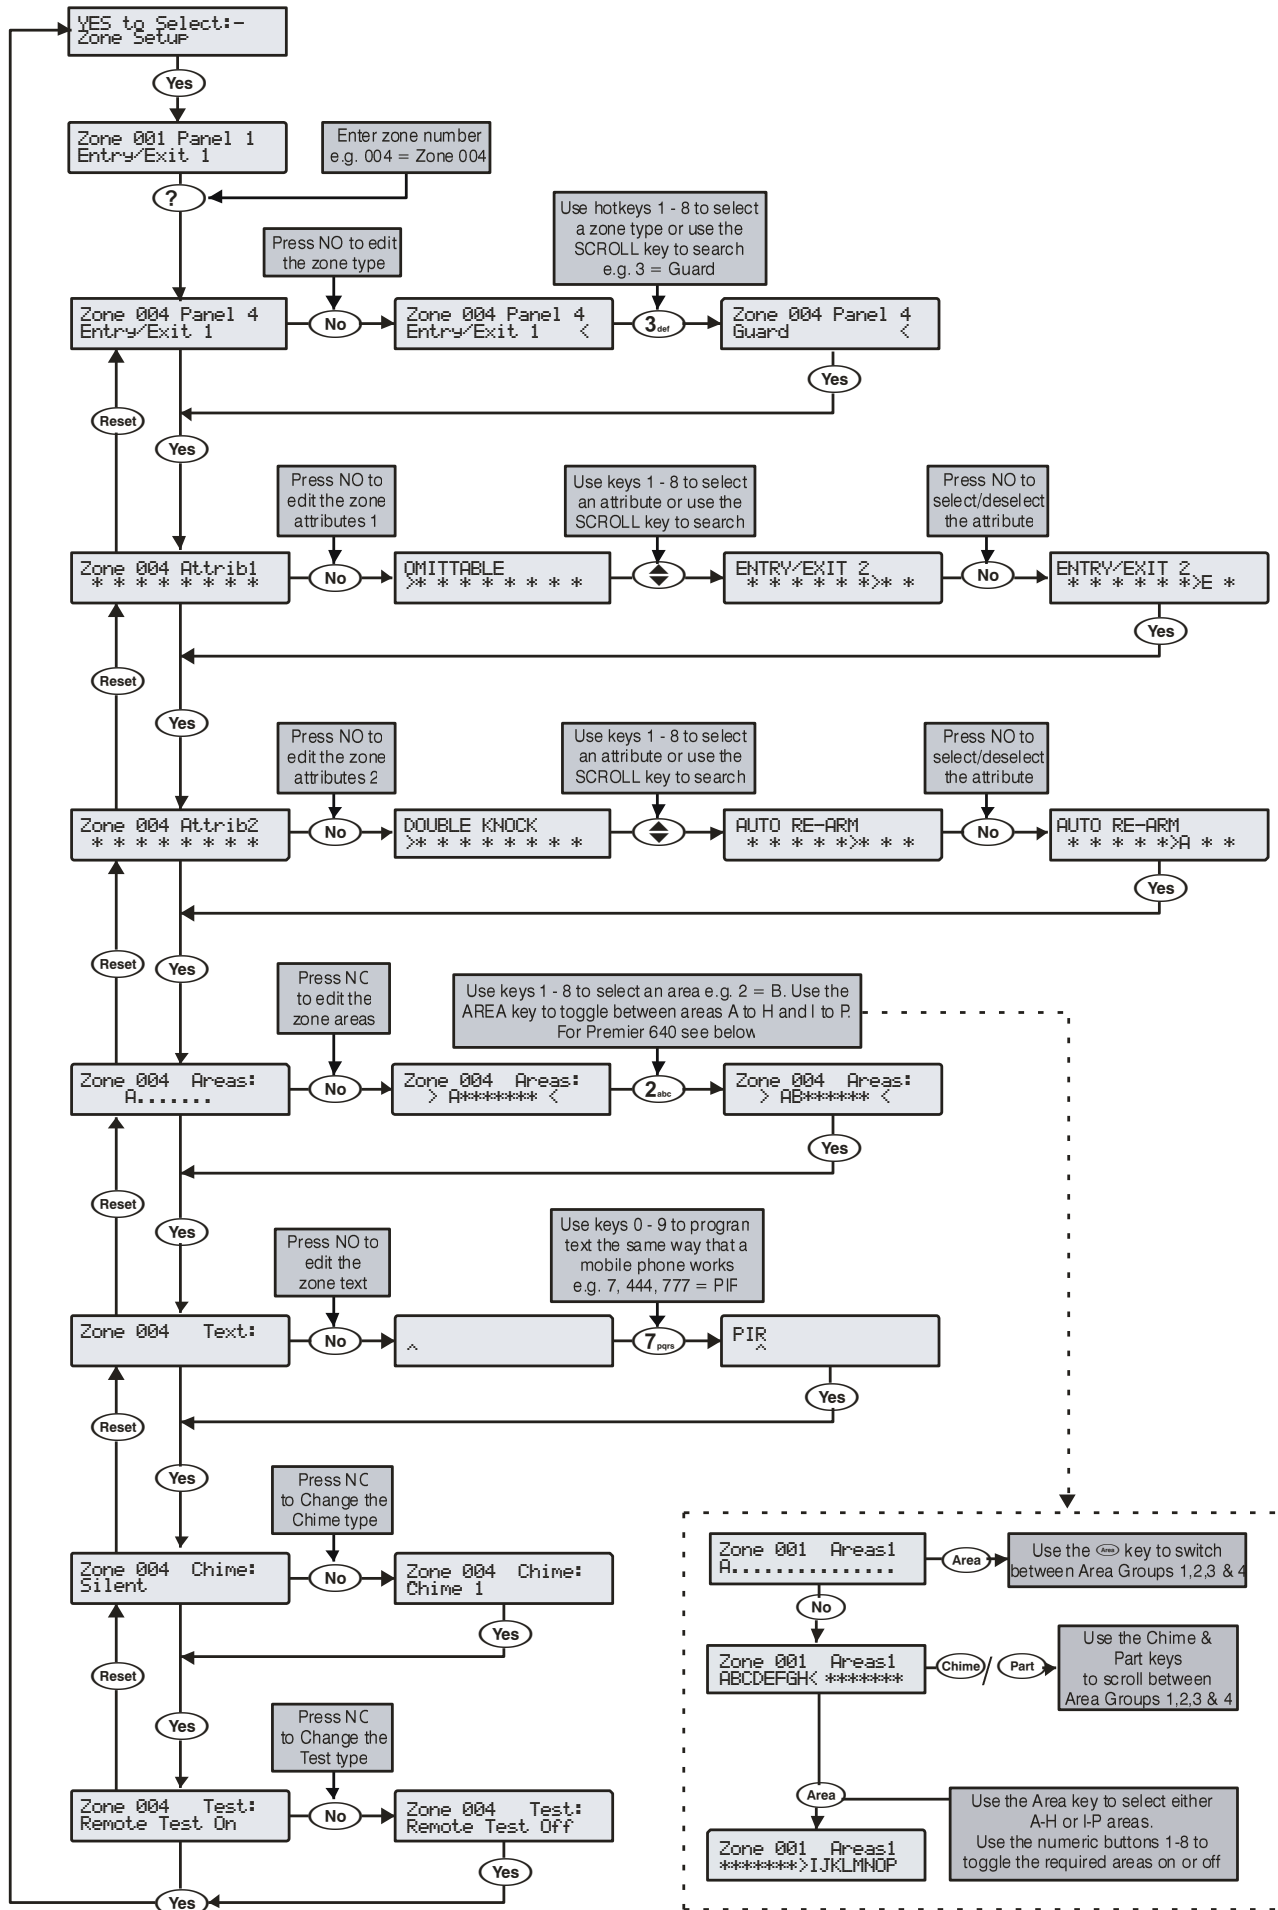 YES to Select:-
Zone Setup
Yes
Zone 001 Panel 1
Entry/Exit 1
Enter zone number
e.g. 004 = Zone 004
?
Use hotkeys 1 - 8 to select
a zone type or use the
SCROLL key to search
e.g. 3 = Guard
Press NO to edit
the zone type
Zone 004 Panel 4
Entry/Exit 1
No
Zone 004 Panel 4
Entry/Exit 1 <
3 def
Zone 004 Panel 4
Guard <
Yes
Reset
Yes
Press NO to
edit the zone
attributes 1
Use keys 1 - 8 to select
an attribute or use the
SCROLL key to search
Press NO to
select/deselect
the attribute
Zone 004 Attrib1
* * * * * * * *
No
OMITTABLE
>* * * * * * * *
ENTRY/EXIT 2
* * * * * *>* *
No
ENTRY/EXIT 2
* * * * * *>E *
Yes
Reset
Yes
Press NO to
edit the zone
attributes 2
Use keys 1 - 8 to select
an attribute or use the
SCROLL key to search
Press NO to
select/deselect
the attribute
Zone 004 Attrib2
* * * * * * * *
No
DOUBLE KNOCK
>* * * * * * * *
AUTO RE-ARM
* * * * *>* * *
No
AUTO RE-ARM
* * * * *>A * *
Yes
Reset
Yes
Press NO
to edit the
zone areas
Use keys 1 - 8 to select an area e.g. 2 = B. Use the
AREA key to toggle between areas A to H and I to P.
For Premier 640 see below
Zone 004 Areas:
A.......
No
Zone 004 Areas:
> A******* <
2 abc
Zone 004 Areas:
> AB****** <
Yes
Reset
Yes
Press NO to
edit the
zone text
Use keys 0 - 9 to program
text the same way that a
mobile phone works
e.g. 7, 444, 777 = PIR
Zone 004 Text:
No
^
7 pqrs
PIR
^
Yes
Reset
Yes
Press NO
to Change the
Chime type
Zone 004 Chime:
Silent
No
Zone 004 Chime:
Chime 1
Yes
Reset
Yes
Press NO
to Change the
Test type
Zone 004 Test:
Remote Test On
No
Zone 004 Test:
Remote Test Off
Yes
Yes
Zone 001 Areas1
A...............
Area
Use the Area key to switch
between Area Groups 1,2,3 & 4
No
Zone 001 Areas1
ABCDEFGH< *******
Chime / Part
Use the Chime &
Part keys
to scroll between
Area Groups 1,2,3 & 4
Area
Use the Area key to select either
A-H or I-P areas.
Use the numeric buttons 1-8 to
toggle the required areas on or off
Zone 001 Areas1
*******>IJKLMNOP